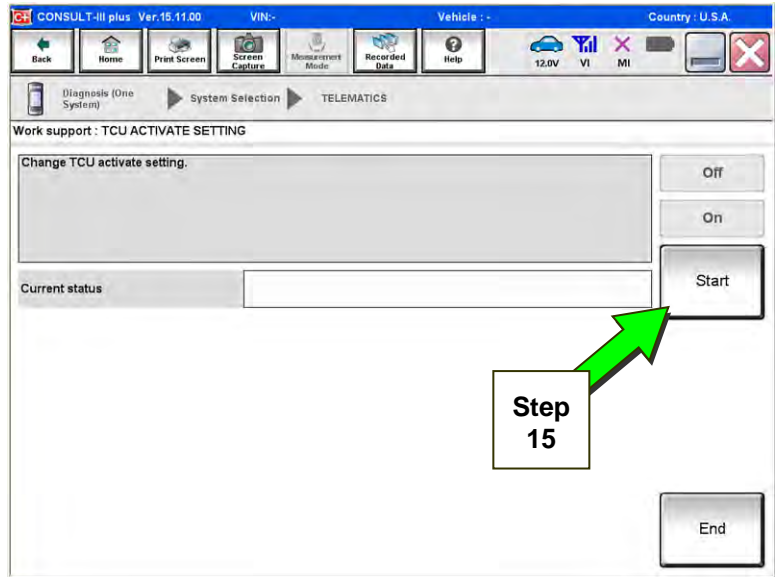 C+ CONSULT-III plus Ver.15.11.00 VIN:- Vehicle : - Country : U.S.A.
Back
Home
Print Screen
Screen
Capture
Measurement
Mode
Recorded
Data
? Help
12.0V
VI
MI
Diagnosis (One
System)
System Selection
TELEMATICS
Work support : TCU ACTIVATE SETTING
Change TCU activate setting.
Off
On
Current status
Start
Step
15
End